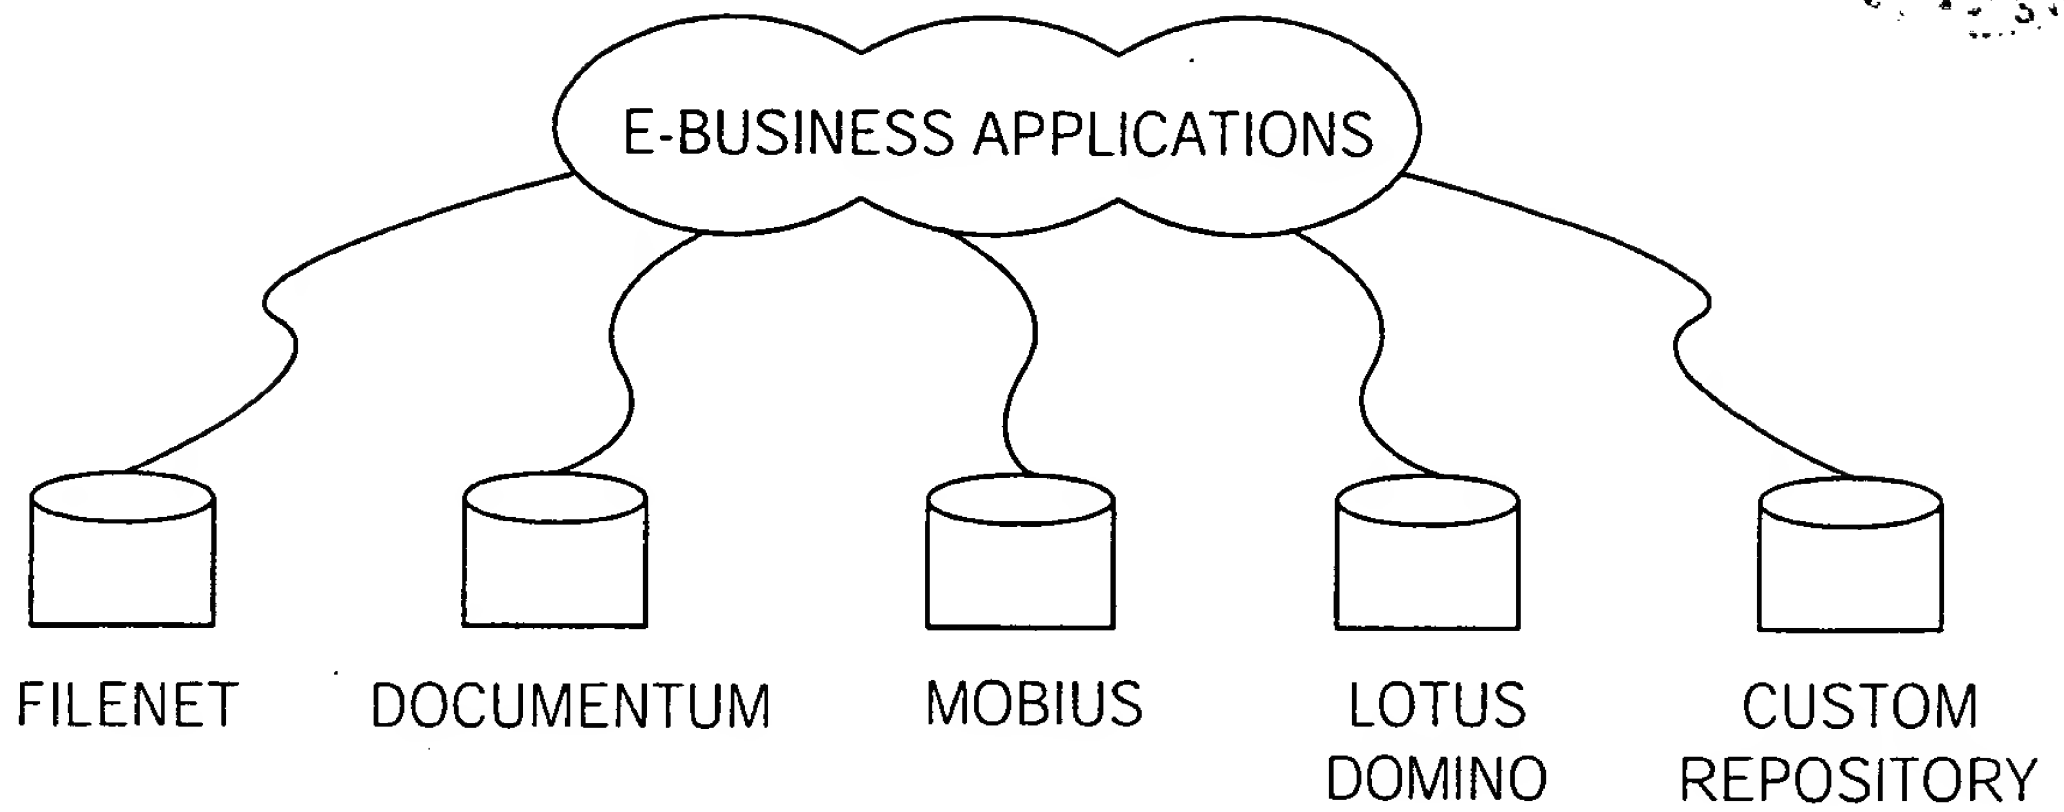 E-BUSINESS APPLICATIONS
FILENET
DOCUMENTUM
MOBIUS
LOTUS
DOMINO
CUSTOM
REPOSITORY